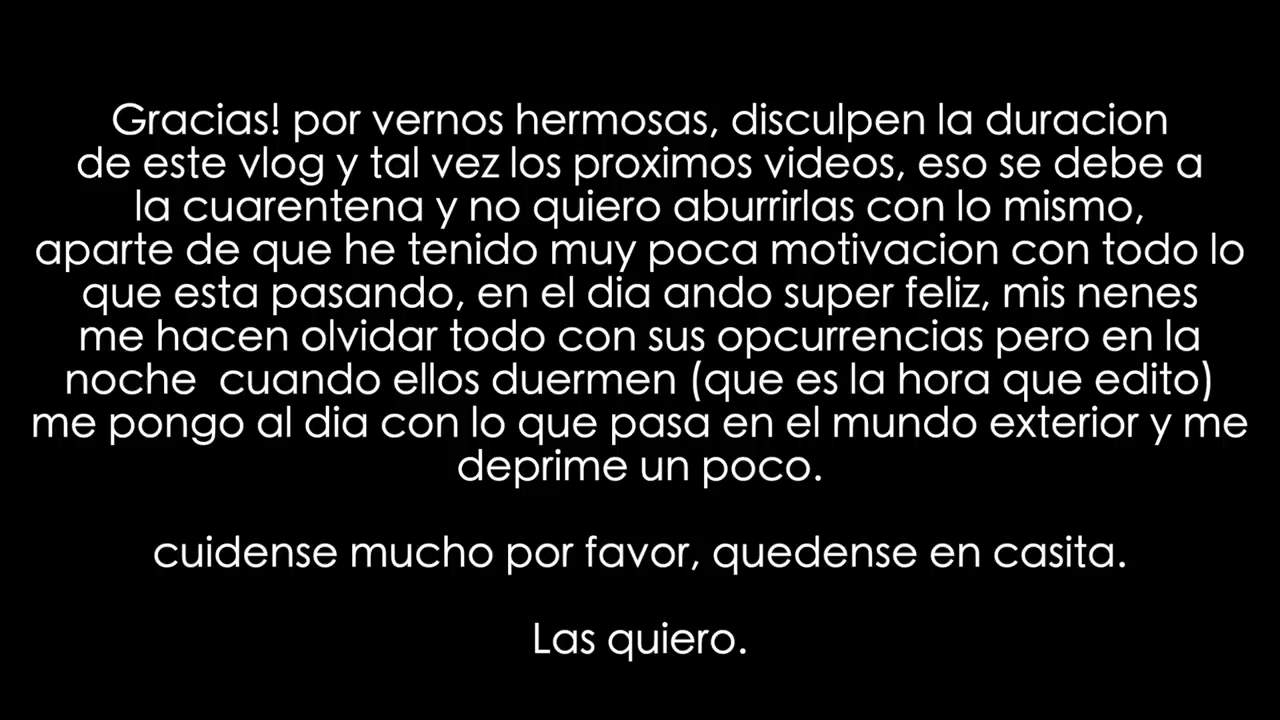 Gracias! por vernos hermosas, disculpen la duracion
de este vlog y tal vez los proximos videos, eso se debe a
la cuarentena y no quiero aburrirlas con lo mismo,
aparte de que he tenido muy poca motivacion con todo lo
que esta pasando, en el dia ando super feliz, mis nenes
me hacen olvidar todo con sus opcurrencias pero en la
noche  cuando ellos duermen (que es la hora que edito)
me pongo al dia con lo que pasa en el mundo exterior y me
deprime un poco.
cuidense mucho por favor, quedense en casita.
Las quiero.